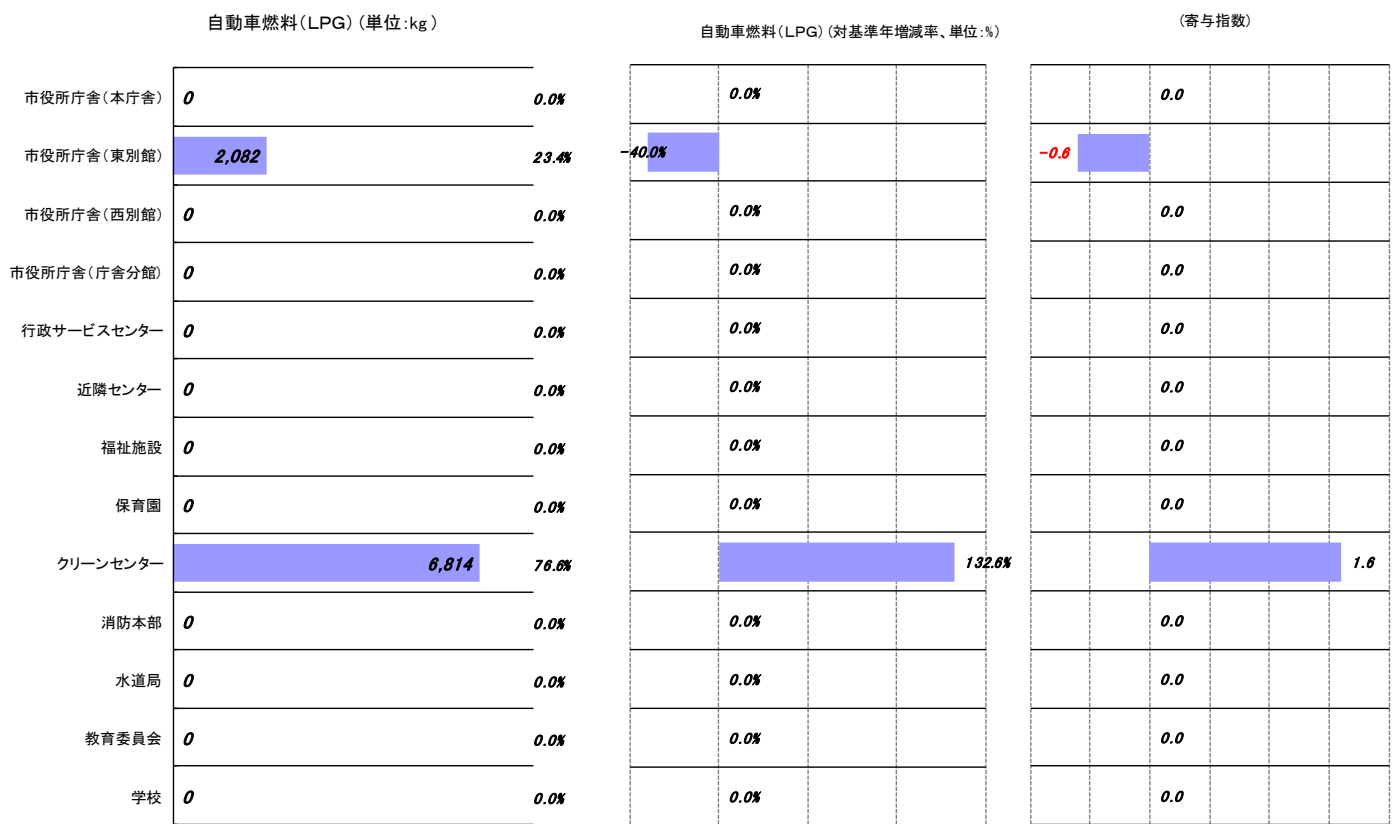 自動車燃料(LPG) (単位:kg)
自動車燃料(LPG) (対基準年増減率、単位:%)
(寄与指数)
市役所庁舎(本庁舎) 0 0.0% 0.0% 0.0
市役所庁舎(東別館) 2,082 23.4% -40.0% -0.6
市役所庁舎(西別館) 0 0.0% 0.0% 0.0
市役所庁舎(庁舎分館) 0 0.0% 0.0% 0.0
行政サービスセンター 0 0.0% 0.0% 0.0
近隣センター 0 0.0% 0.0% 0.0
福祉施設 0 0.0% 0.0% 0.0
保育園 0 0.0% 0.0% 0.0
クリーンセンター 6,814 76.6% 132.6% 1.6
消防本部 0 0.0% 0.0% 0.0
水道局 0 0.0% 0.0% 0.0
教育委員会 0 0.0% 0.0% 0.0
学校 0 0.0% 0.0% 0.0